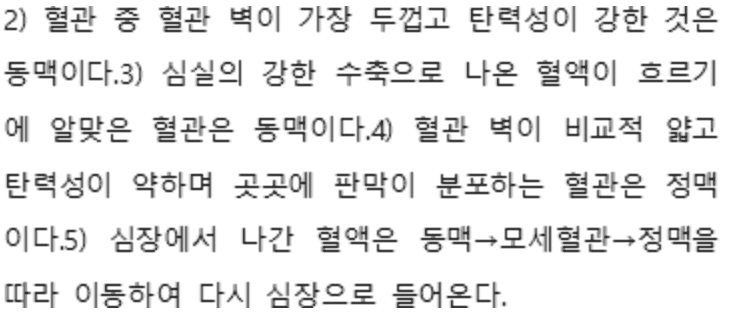 2) 혈관 중 혈관 벽이 가장 두껍고 탄력성이 강한 것은
동맥이다.3) 심실의 강한 수축으로 나온 혈액이 흐르기
에 알맞은 혈관은 동맥이다.4) 혈관 벽이 비교적 얇고
탄력성이 약하며 곳곳에 판막이 분포하는 혈관은 정맥
이다.5) 심장에서 나간 혈액은 동맥→모세혈관→정맥을
따라 이동하여 다시 심장으로 들어온다.